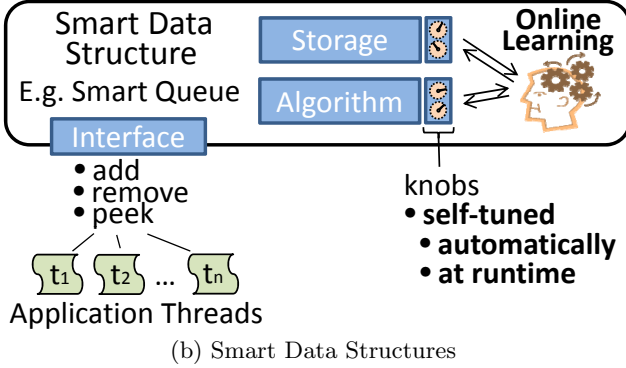 Smart Data
Structure
E.g. Smart Queue
Storage
Algorithm
Online
Learning
Interface
• add
• remove
• peek
knobs
• self-tuned
• automatically
• at runtime
t1 t2 ... tn
Application Threads
(b) Smart Data Structures